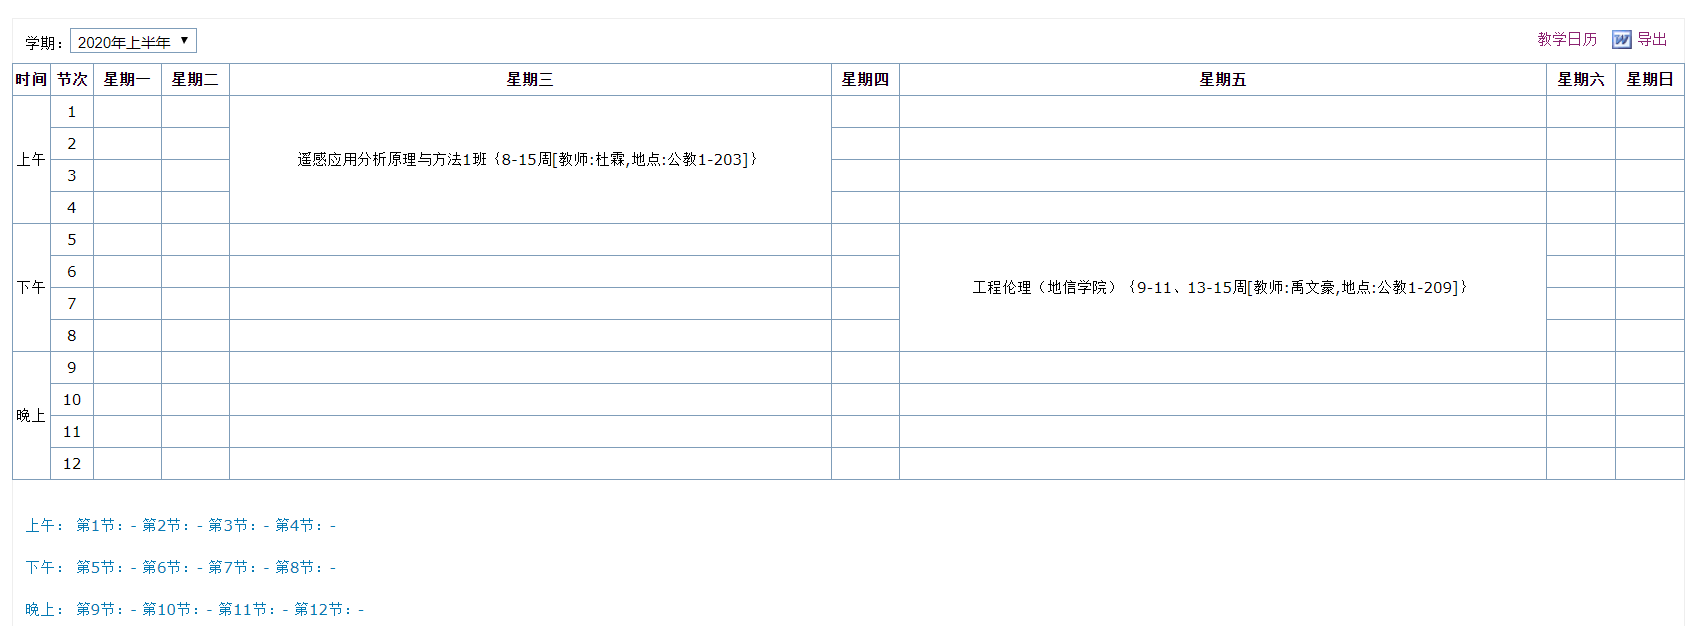 学期：2020年上半年 教学日历 导出
时间 节次 星期一 星期二 星期三 星期四 星期五 星期六 星期日
上午
1
2
遥感应用分析原理与方法1班｛8-15周[教师:杜霖,地点:公教1-203]｝
3
4
下午
5
6
工程伦理（地信学院）｛9-11、13-15周[教师:禹文豪,地点:公教1-209]｝
7
8
晚上
9
10
11
12
上午： 第1节：- 第2节：- 第3节：- 第4节：-
下午： 第5节：- 第6节：- 第7节：- 第8节：-
晚上： 第9节：- 第10节：- 第11节：- 第12节：-